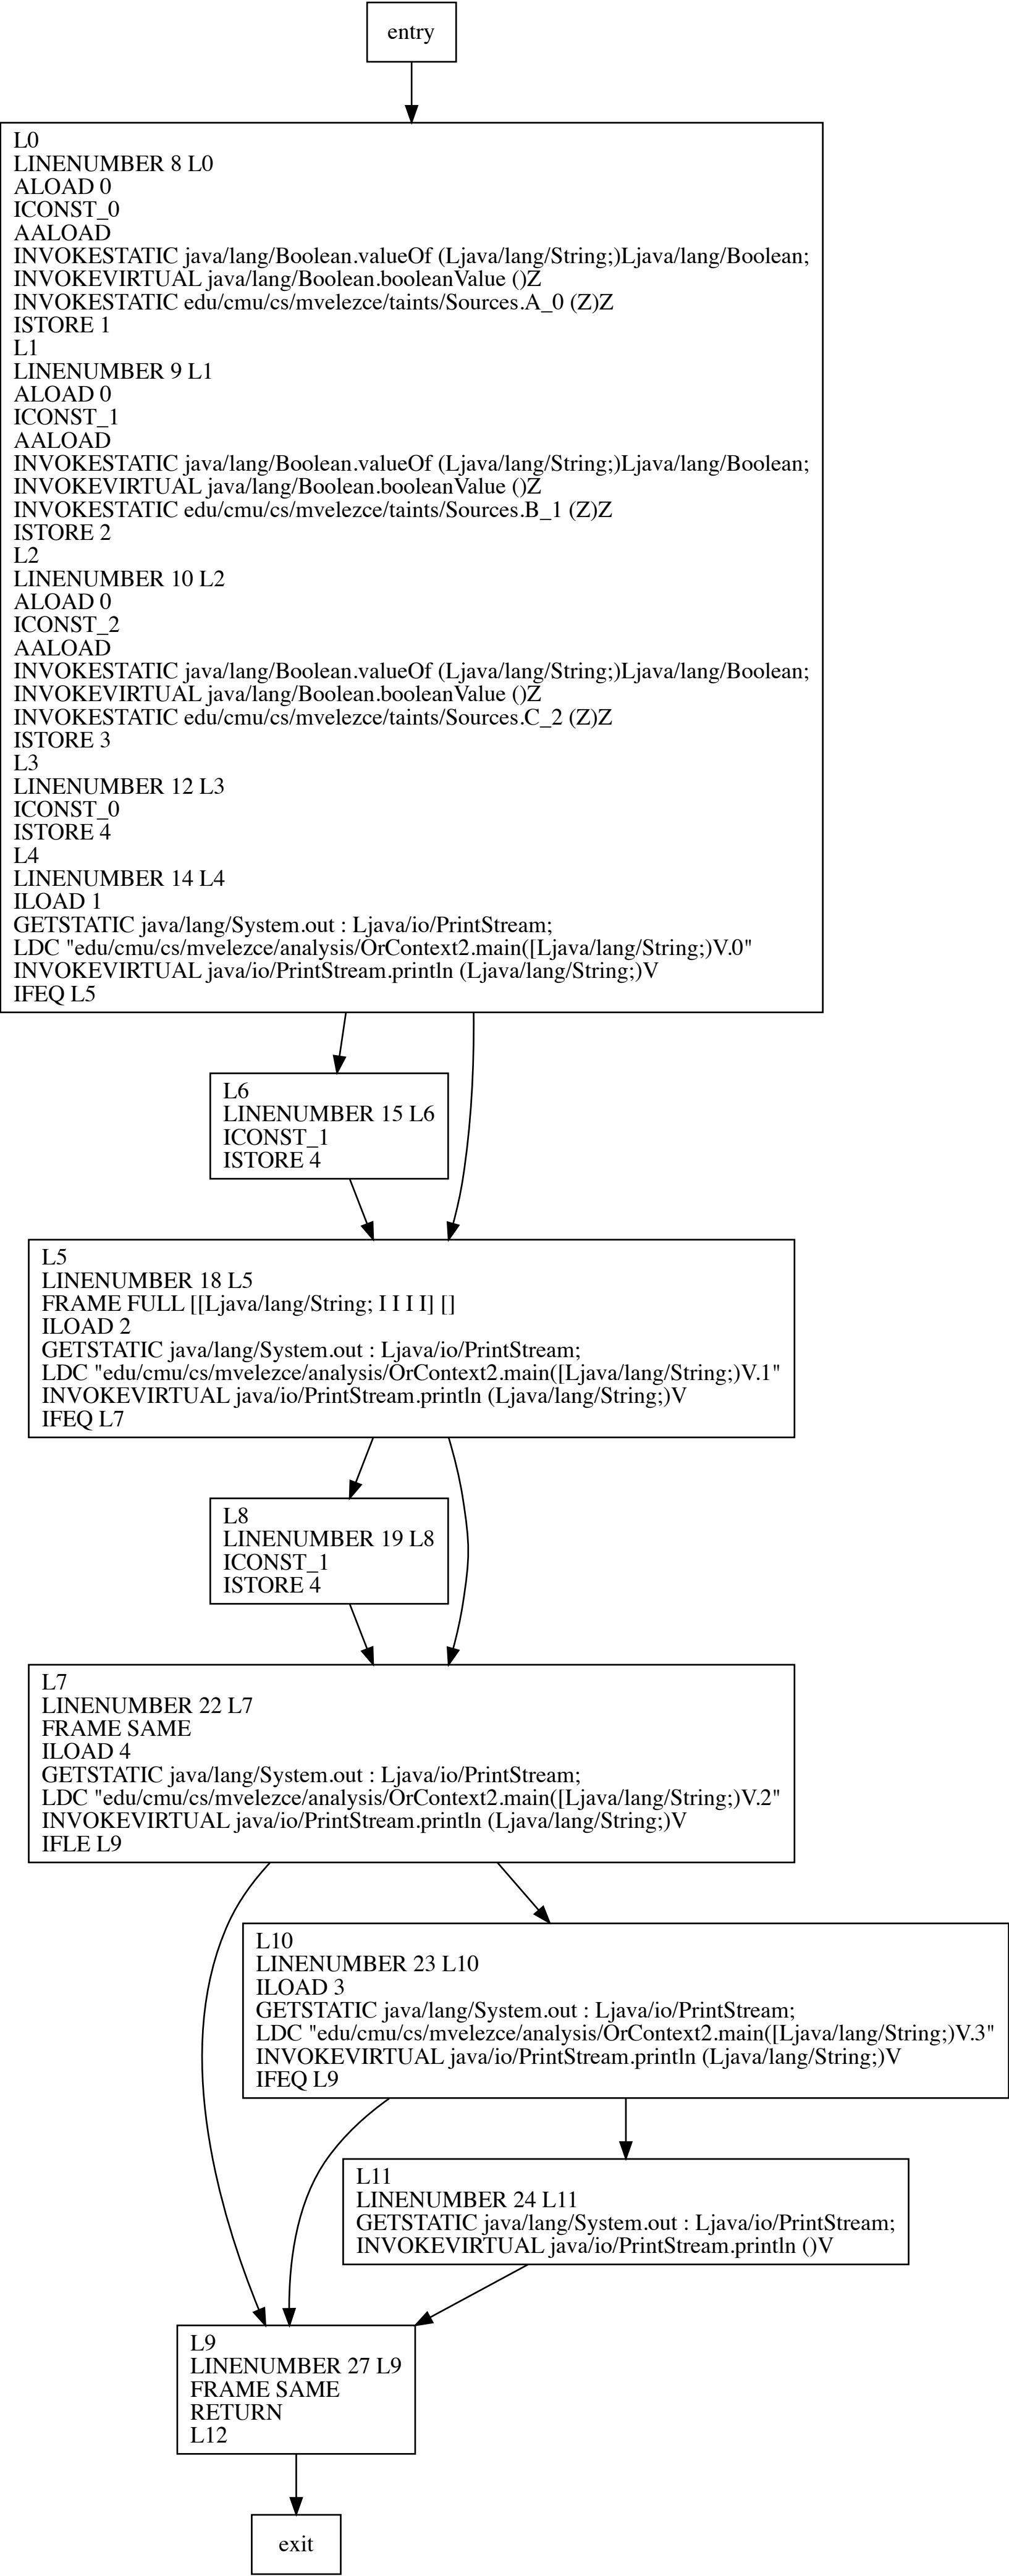 entry
L0
LINENUMBER 8 L0
ALOAD 0
ICONST_0
AALOAD
INVOKESTATIC java/lang/Boolean.valueOf (Ljava/lang/String;)Ljava/lang/Boolean;
INVOKEVIRTUAL java/lang/Boolean.booleanValue ()Z
INVOKESTATIC edu/cmu/cs/mvelezce/taints/Sources.A_0 (Z)Z
ISTORE 1
L1
LINENUMBER 9 L1
ALOAD 0
ICONST_1
AALOAD
INVOKESTATIC java/lang/Boolean.valueOf (Ljava/lang/String;)Ljava/lang/Boolean;
INVOKEVIRTUAL java/lang/Boolean.booleanValue ()Z
INVOKESTATIC edu/cmu/cs/mvelezce/taints/Sources.B_1 (Z)Z
ISTORE 2
L2
LINENUMBER 10 L2
ALOAD 0
ICONST_2
AALOAD
INVOKESTATIC java/lang/Boolean.valueOf (Ljava/lang/String;)Ljava/lang/Boolean;
INVOKEVIRTUAL java/lang/Boolean.booleanValue ()Z
INVOKESTATIC edu/cmu/cs/mvelezce/taints/Sources.C_2 (Z)Z
ISTORE 3
L3
LINENUMBER 12 L3
ICONST_0
ISTORE 4
L4
LINENUMBER 14 L4
ILOAD 1
GETSTATIC java/lang/System.out : Ljava/io/PrintStream;
LDC "edu/cmu/cs/mvelezce/analysis/OrContext2.main([Ljava/lang/String;)V.0"
INVOKEVIRTUAL java/io/PrintStream.println (Ljava/lang/String;)V
IFEQ L5
L6
LINENUMBER 15 L6
ICONST_1
ISTORE 4
L5
LINENUMBER 18 L5
FRAME FULL [[Ljava/lang/String; I I I I] []
ILOAD 2
GETSTATIC java/lang/System.out : Ljava/io/PrintStream;
LDC "edu/cmu/cs/mvelezce/analysis/OrContext2.main([Ljava/lang/String;)V.1"
INVOKEVIRTUAL java/io/PrintStream.println (Ljava/lang/String;)V
IFEQ L7
L8
LINENUMBER 19 L8
ICONST_1
ISTORE 4
L7
LINENUMBER 22 L7
FRAME SAME
ILOAD 4
GETSTATIC java/lang/System.out : Ljava/io/PrintStream;
LDC "edu/cmu/cs/mvelezce/analysis/OrContext2.main([Ljava/lang/String;)V.2"
INVOKEVIRTUAL java/io/PrintStream.println (Ljava/lang/String;)V
IFLE L9
L10
LINENUMBER 23 L10
ILOAD 3
GETSTATIC java/lang/System.out : Ljava/io/PrintStream;
LDC "edu/cmu/cs/mvelezce/analysis/OrContext2.main([Ljava/lang/String;)V.3"
INVOKEVIRTUAL java/io/PrintStream.println (Ljava/lang/String;)V
IFEQ L9
L11
LINENUMBER 24 L11
GETSTATIC java/lang/System.out : Ljava/io/PrintStream;
INVOKEVIRTUAL java/io/PrintStream.println ()V
L9
LINENUMBER 27 L9
FRAME SAME
RETURN
L12
exit